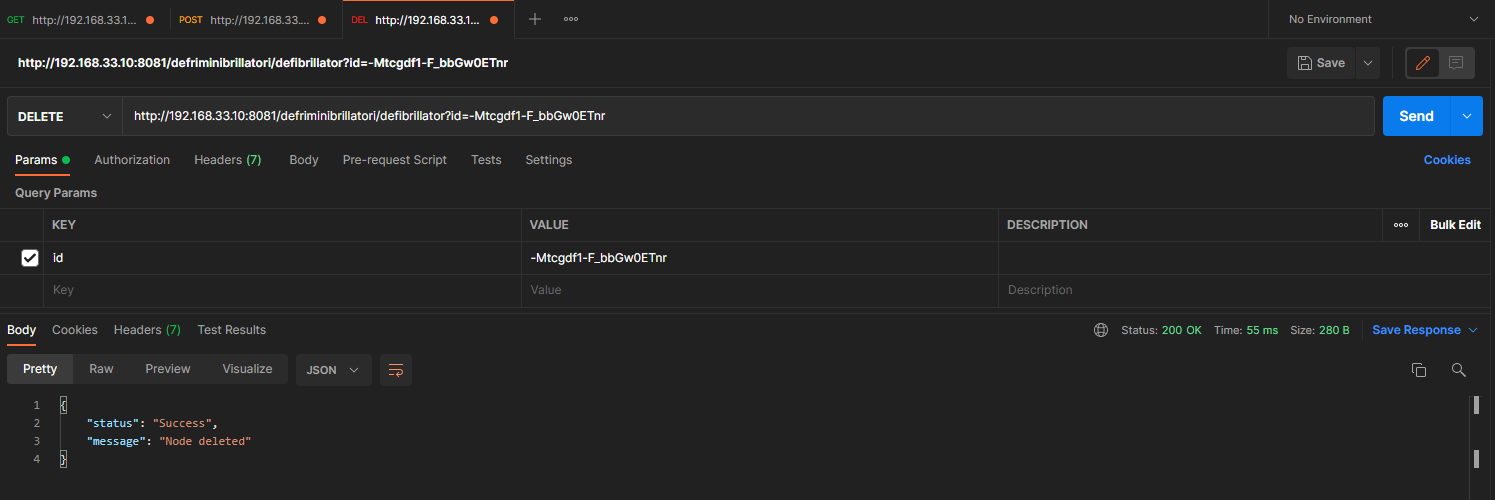 GET http://192.168.33.1... POST http://192.168.33.... DEL http://192.168.33.1... + ooo No Environment
http://192.168.33.10:8081/defriminibrillatori/defibrillator?id=-Mtcgdf1-F_bbGw0ETnr Save
DELETE http://192.168.33.10:8081/defriminibrillatori/defibrillator?id=-Mtcgdf1-F_bbGw0ETnr Send
Params Authorization Headers (7) Body Pre-request Script Tests Settings Cookies
Query Params
KEY VALUE DESCRIPTION ooo Bulk Edit
id -Mtcgdf1-F_bbGw0ETnr
Key Value Description
Body Cookies Headers (7) Test Results Status: 200 OK Time: 55 ms Size: 280 B Save Response
Pretty Raw Preview Visualize JSON
1 {
2 "status": "Success",
3 "message": "Node deleted"
4 }